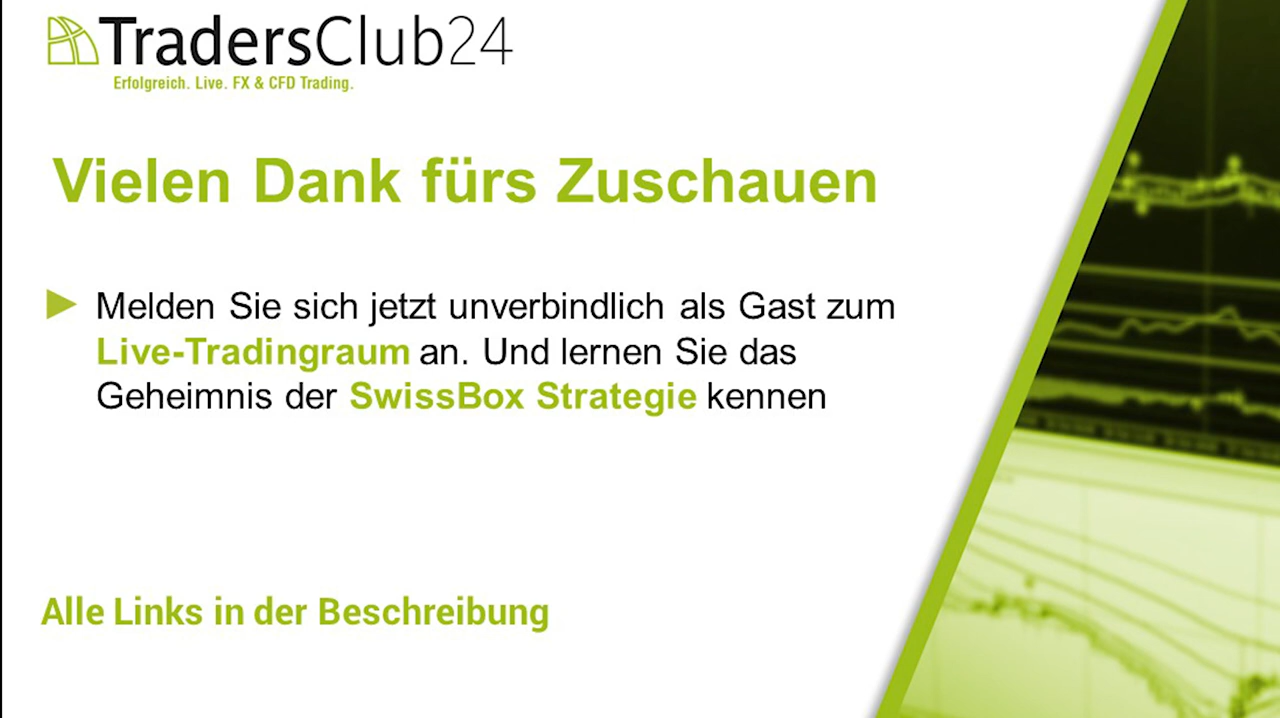 TradersClub24
Erfolgreich. Live. FX & CFD Trading.
Vielen Dank fürs Zuschauen
Melden Sie sich jetzt unverbindlich als Gast zum
Live-Tradingraum an. Und lernen Sie das
Geheimnis der SwissBox Strategie kennen
Alle Links in der Beschreibung